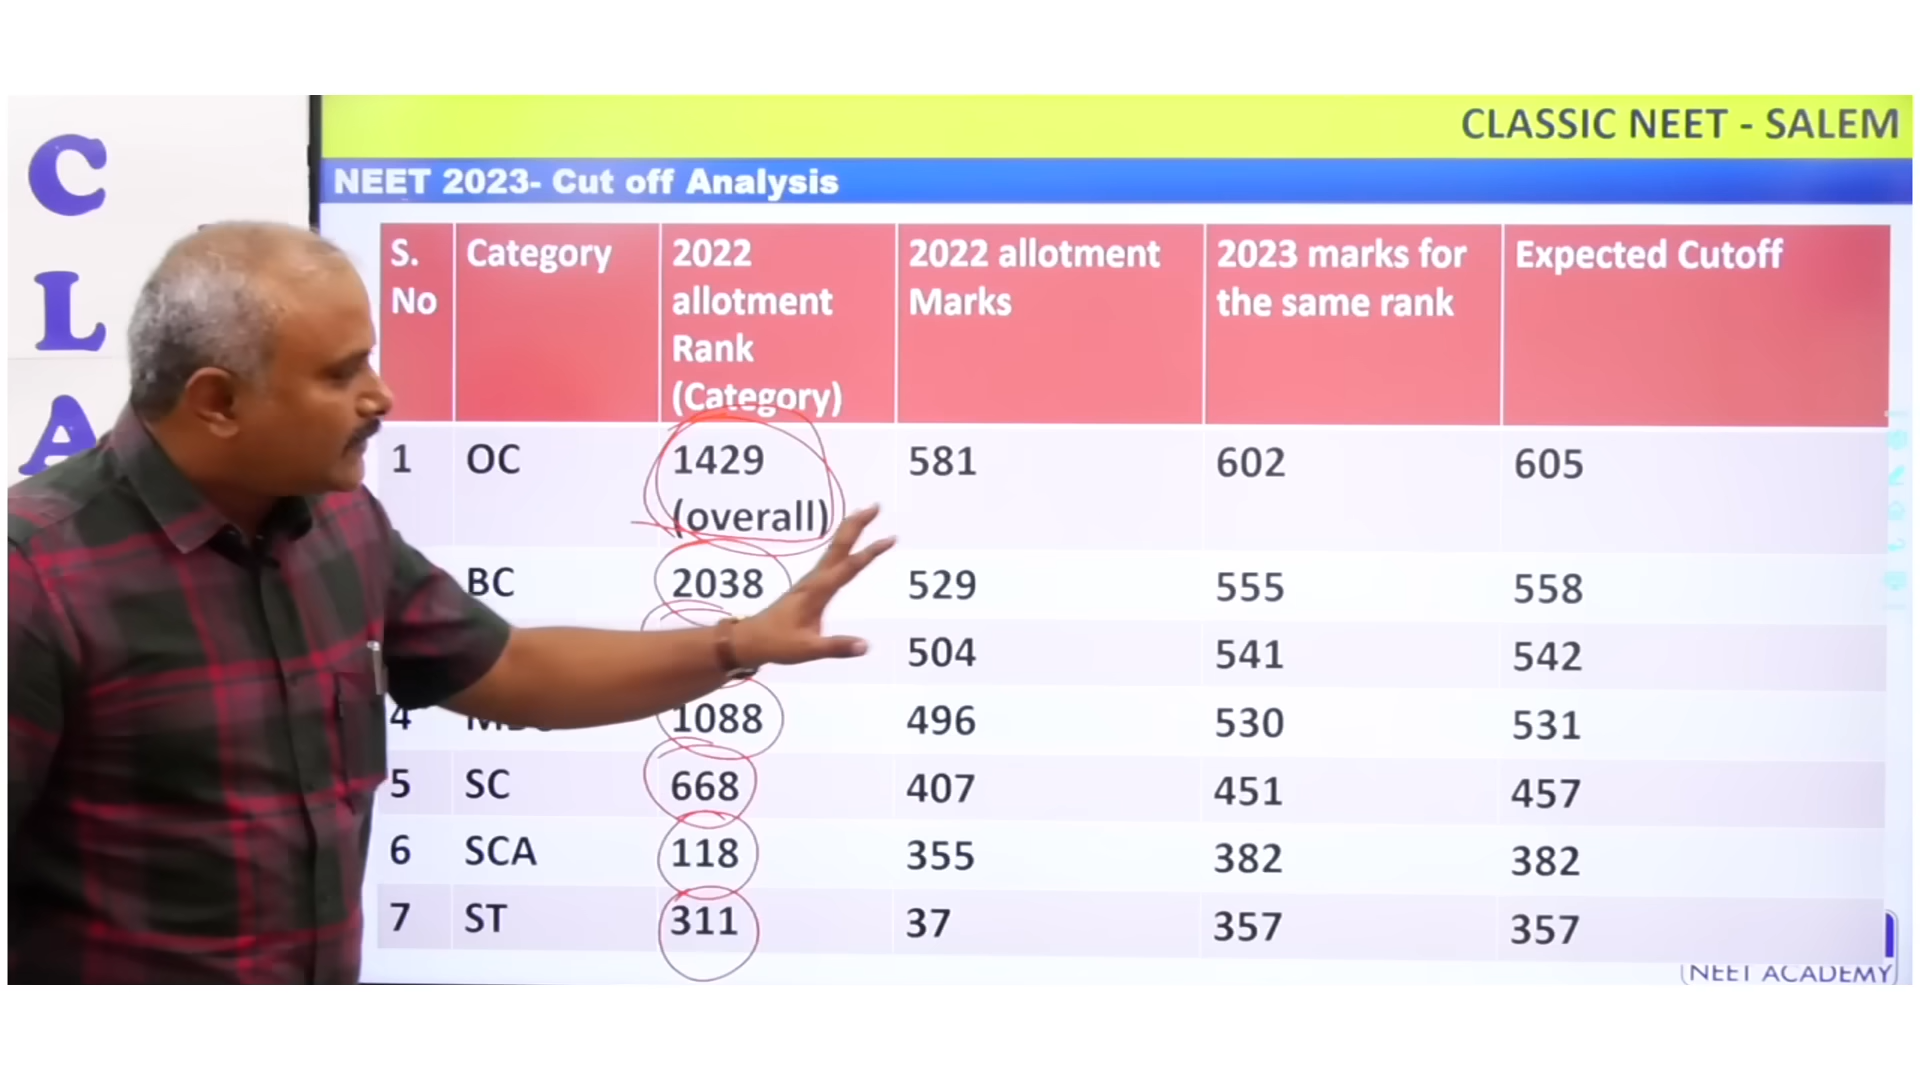 C
L
A
CLASSIC NEET - SALEM
NEET 2023- Cut off Analysis
S. No Category 2022 allotment Rank (Category) 2022 allotment Marks 2023 marks for the same rank Expected Cutoff
1 OC 1429 (overall) 581 602 605
BC 2038 529 555 558
504 541 542
4 1088 496 530 531
5 SC 668 407 451 457
6 SCA 118 355 382 382
7 ST 311 37 357 357
NEET ACADEMY